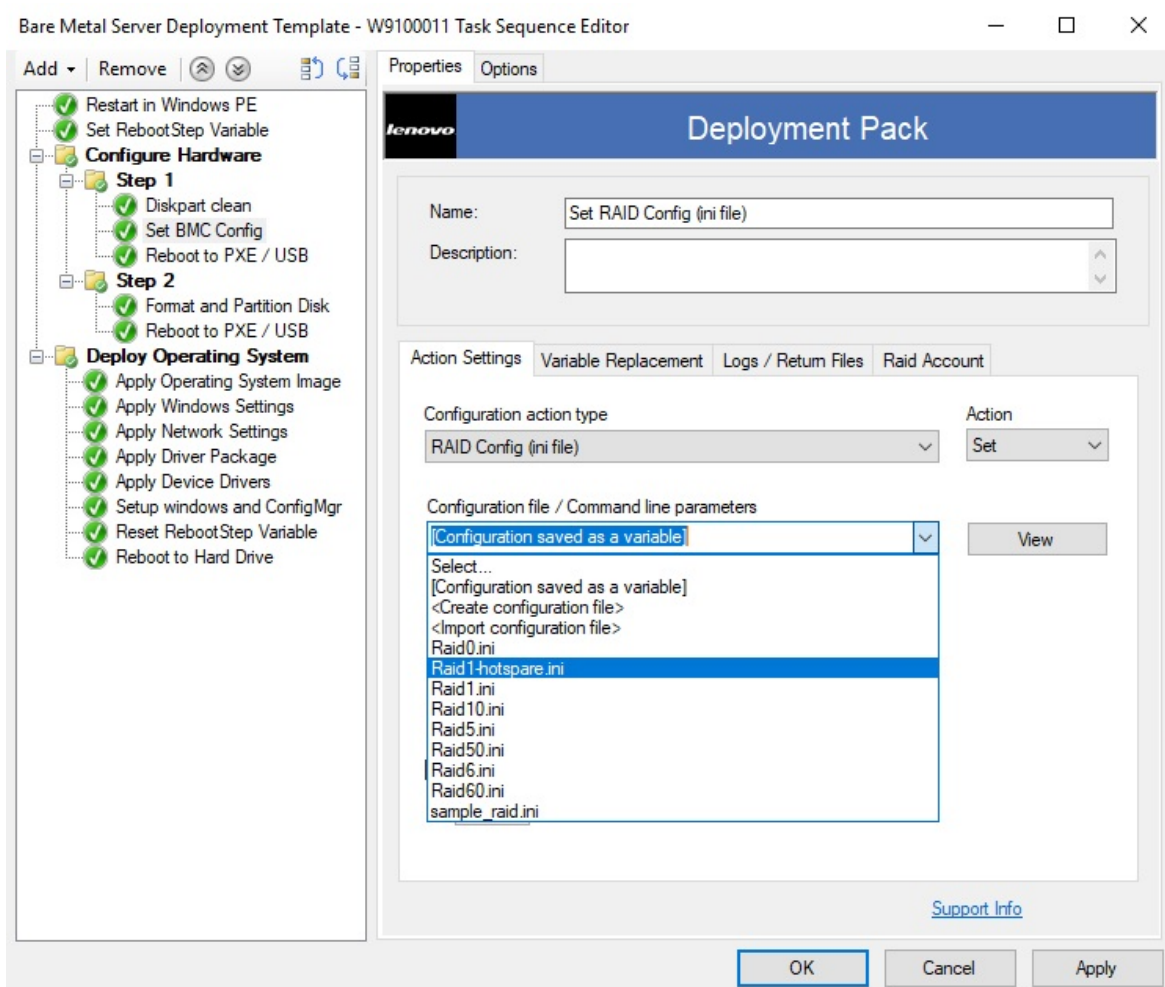 Bare Metal Server Deployment Template - W9100011 Task Sequence Editor
Add
Remove
Restart in Windows PE
Set RebootStep Variable
Configure Hardware
Step 1
Diskpart clean
Set BMC Config
Reboot to PXE / USB
Step 2
Format and Partition Disk
Reboot to PXE / USB
Deploy Operating System
Apply Operating System Image
Apply Windows Settings
Apply Network Settings
Apply Driver Package
Apply Device Drivers
Setup windows and ConfigMgr
Reset RebootStep Variable
Reboot to Hard Drive
Properties
Options
lenovo
Deployment Pack
Name:
Set RAID Config (ini file)
Description:
Action Settings
Variable Replacement
Logs / Return Files
Raid Account
Configuration action type
Action
RAID Config (ini file)
Set
Configuration file / Command line parameters
[Configuration saved as a variable]
View
Select...
[Configuration saved as a variable]
<Create configuration file>
<Import configuration file>
Raid0.ini
Raid1-hotspare.ini
Raid1.ini
Raid10.ini
Raid5.ini
Raid50.ini
Raid6.ini
Raid60.ini
sample_raid.ini
Support Info
OK
Cancel
Apply